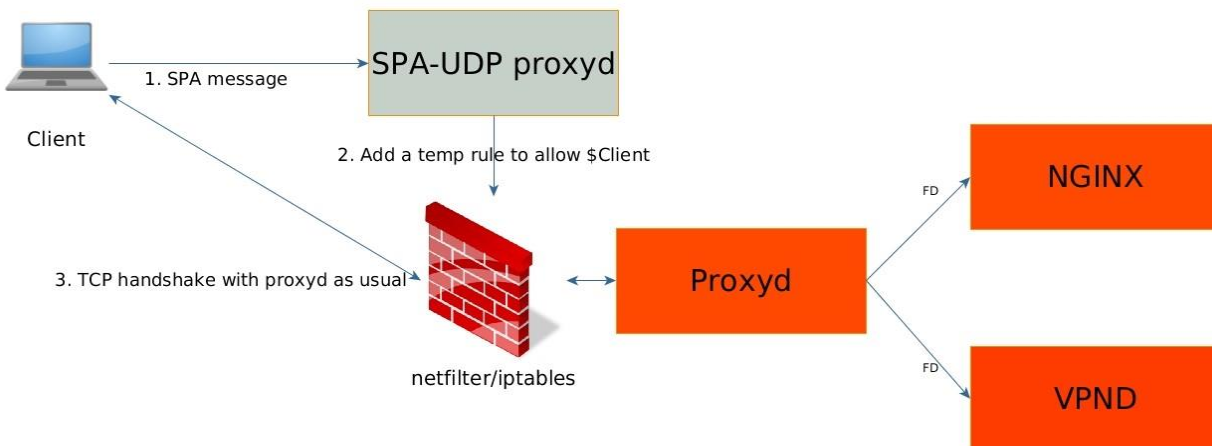 SPA-UDP proxyd
1. SPA message
Client
2. Add a temp rule to allow $Client
NGINX
FD
3. TCP handshake with proxyd as usual
Proxyd
netfilter/iptables
FD
VPND